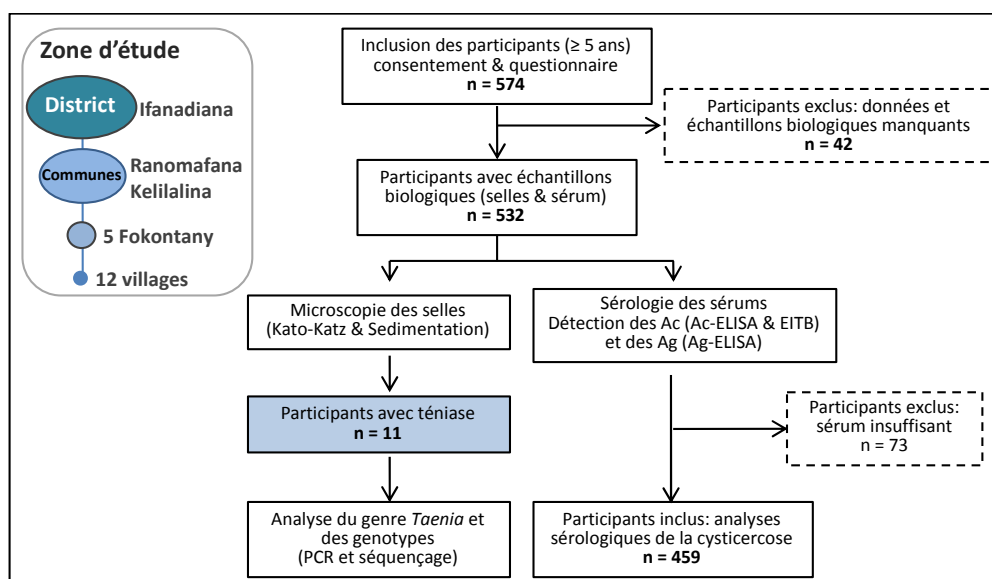 Zone d'étude
District
Ifanadiana
Communes
Ranomafana
Kelilalina
5 Fokontany
12 villages
Inclusion des participants (≥ 5 ans)
consentement & questionnaire
n = 574
Participants exclus: données et
échantillons biologiques manquants
n = 42
Participants avec échantillons
biologiques (selles & sérum)
n = 532
Microscopie des selles
(Kato-Katz & Sedimentation)
Sérologie des sérums
Détection des Ac (Ac-ELISA & EITB)
et des Ag (Ag-ELISA)
Participants avec téniase
n = 11
Participants exclus:
sérum insuffisant
n = 73
Analyse du genre Taenia et
des genotypes
(PCR et séquençage)
Participants inclus: analyses
sérologiques de la cysticercose
n = 459